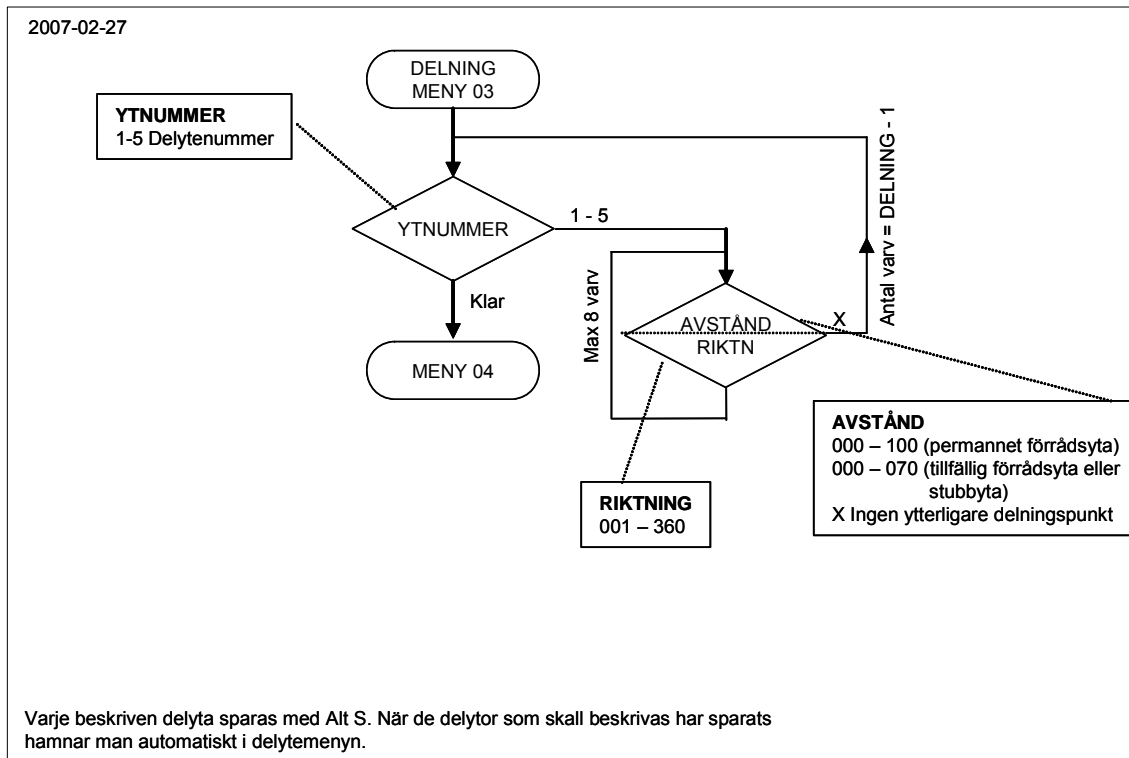 2007-02-27
DELNING
MENY 03
YTNUMMER
1-5 Delytenummer
Antal varv = DELNING - 1
YTNUMMER
1 - 5
Klar
Max 8 varv
AVSTÅND
RIKTN
X
MENY 04
AVSTÅND
000 – 100 (permannet förrådsyta)
000 – 070 (tillfällig förrådsyta eller
stubbyta)
X Ingen ytterligare delningspunkt
RIKTNING
001 – 360
Varje beskriven delyta sparas med Alt S. När de delytor som skall beskrivas har sparats
hamnar man automatiskt i delytemenyn.